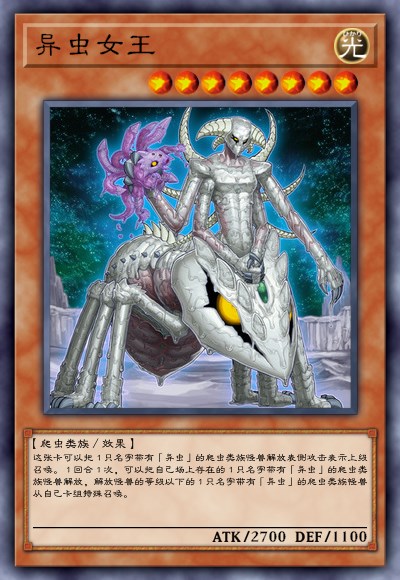 异虫女王
光
【爬虫类族／效果】
这张卡可以把１只名字带有「异虫」的爬虫类族怪兽解放表侧攻击表示上级
召唤。１回合１次，可以把自己场上存在的１只名字带有「异虫」的爬虫类
族怪兽解放，解放怪兽的等级以下的１只名字带有「异虫」的爬虫类族怪兽
从自己卡组特殊召唤。
ATK/2700 DEF/1100